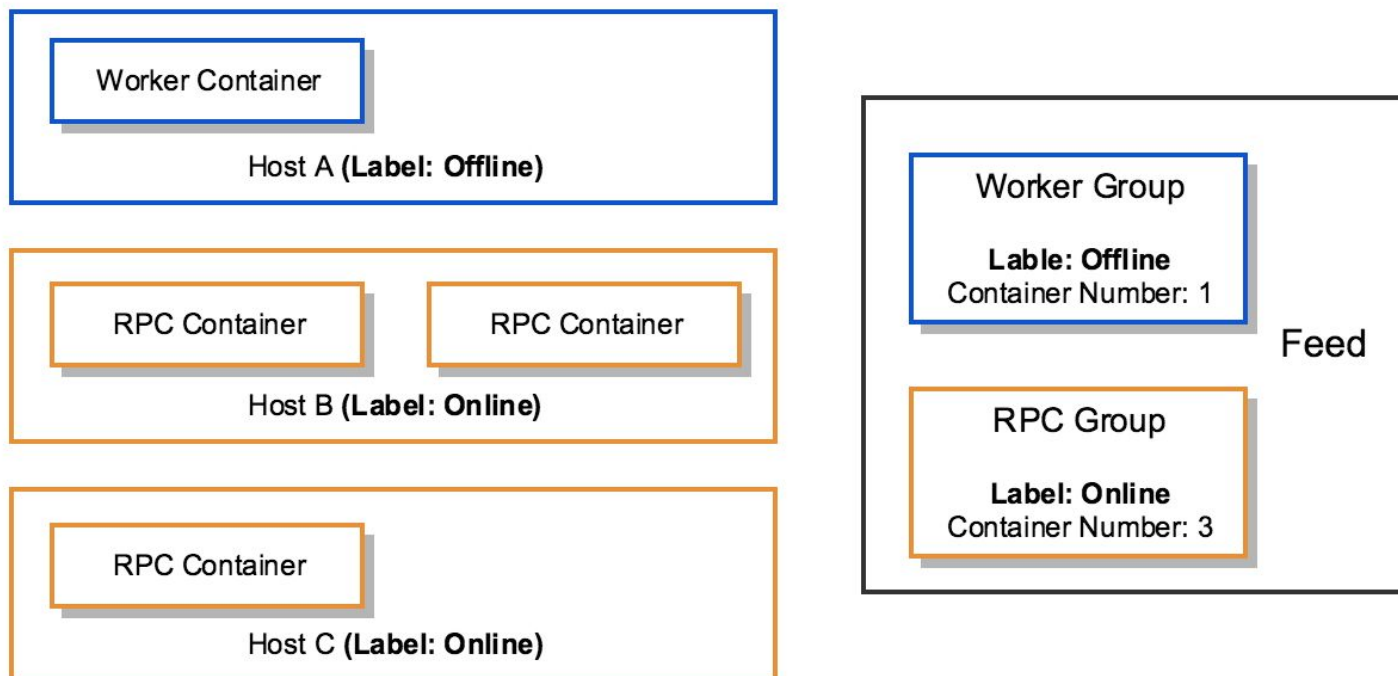 Worker Container
Host A (Label: Offline)
RPC Container RPC Container
Host B (Label: Online)
RPC Container
Host C (Label: Online)
Worker Group
Lable: Offline
Container Number: 1
Feed
RPC Group
Label: Online
Container Number: 3